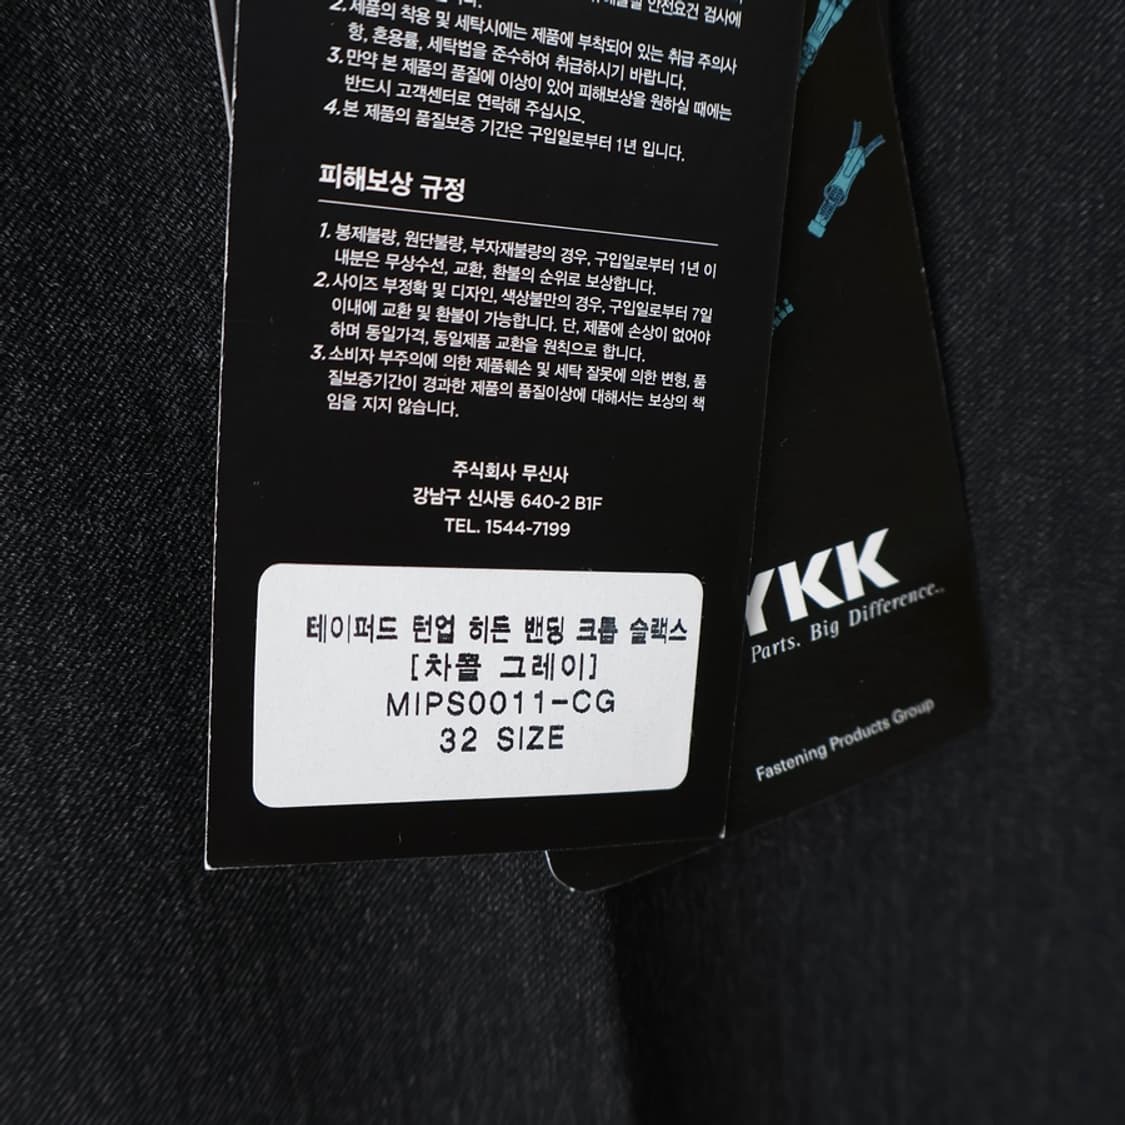 안전요건 검사에
2. 제품의 착용 및 세탁시에는 제품에 부착되어 있는 취급 주의사
항, 혼용률, 세탁법을 준수하여 취급하시기 바랍니다.
3. 만약 본 제품의 품질에 이상이 있어 피해보상을 원하실 때에는
반드시 고객센터로 연락해 주십시오.
4. 본 제품의 품질보증 기간은 구입일로부터 1년 입니다.
피해보상 규정
1. 봉제불량, 원단불량, 부자재불량의 경우, 구입일로부터 1년 이
내분은 무상수선, 교환, 환불의 순위로 보상합니다.
2. 사이즈 부정확 및 디자인, 색상불만의 경우, 구입일로부터 7일
이내에 교환 및 환불이 가능합니다. 단, 제품에 손상이 없어야
하며 동일가격, 동일제품 교환을 원칙으로 합니다.
3. 소비자 부주의에 의한 제품훼손 및 세탁 잘못에 의한 변형, 품
질보증기간이 경과한 제품의 품질이상에 대해서는 보상의 책
임을 지지 않습니다.
주식회사 무신사
강남구 신사동 640-2 B1F
TEL. 1544-7199
테이퍼드 턴업 히든 밴딩 크롭 슬랙스
[차콜 그레이]
MIPS0011-CG
32 SIZE
YKK
Parts. Big Difference.
Fastening Products Group